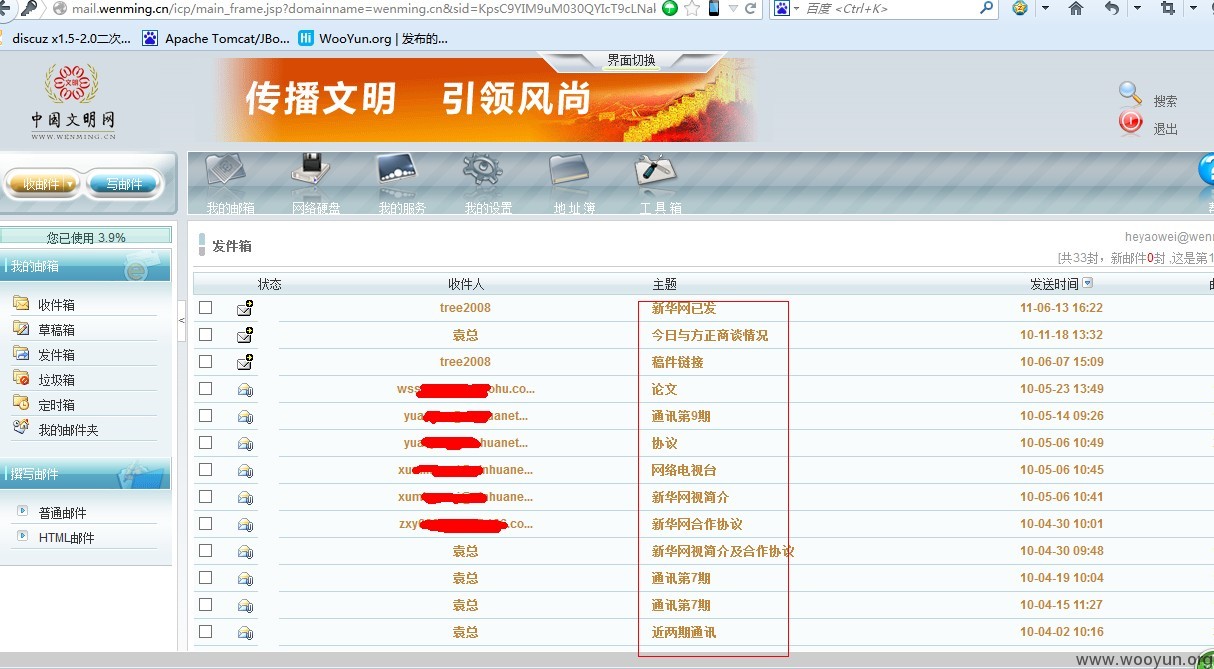 mail.wenming.cn/icp/main_frame.jsp?domainname=wenming.cn&sid=KpsC9YIM9uM030QYIcT9cLNal
百度 <Ctrl+K>
discuz x1.5-2.0二次... Apache Tomcat/JBo... WooYun.org | 发布的...
界面切换
中国文明网
WWW.WENMING.CN
传播文明 引领风尚
搜索
退出
收邮件 写邮件
我的邮箱 网络硬盘 我的服务 我的设置 地址簿 工具箱
您已使用 3.9%
我的邮箱
收件箱
草稿箱
发件箱
垃圾箱
定时箱
我的邮件夹
撰写邮件
普通邮件
HTML邮件
发件箱
heyaowei@wenm
[共33封，新邮件0封 ,这是第1
状态 收件人 主题 发送时间
tree2008 新华网已发 11-06-13 16:22
袁总 今日与方正商谈情况 10-11-18 13:32
tree2008 稿件链接 10-06-07 15:09
wss ohu.co... 论文 10-05-23 13:49
yua uanet... 通讯第9期 10-05-14 09:26
yua huanet... 协议 10-05-06 10:49
xu nhuane... 网络电视台 10-05-06 10:45
xum nhuane... 新华网视简介 10-05-06 10:41
zxy .co... 新华网合作协议 10-04-30 10:01
袁总 新华网视简介及合作协议 10-04-30 09:48
袁总 通讯第7期 10-04-19 10:04
袁总 通讯第7期 10-04-15 11:27
袁总 近两期通讯 10-04-02 10:16
www.wooyun.org